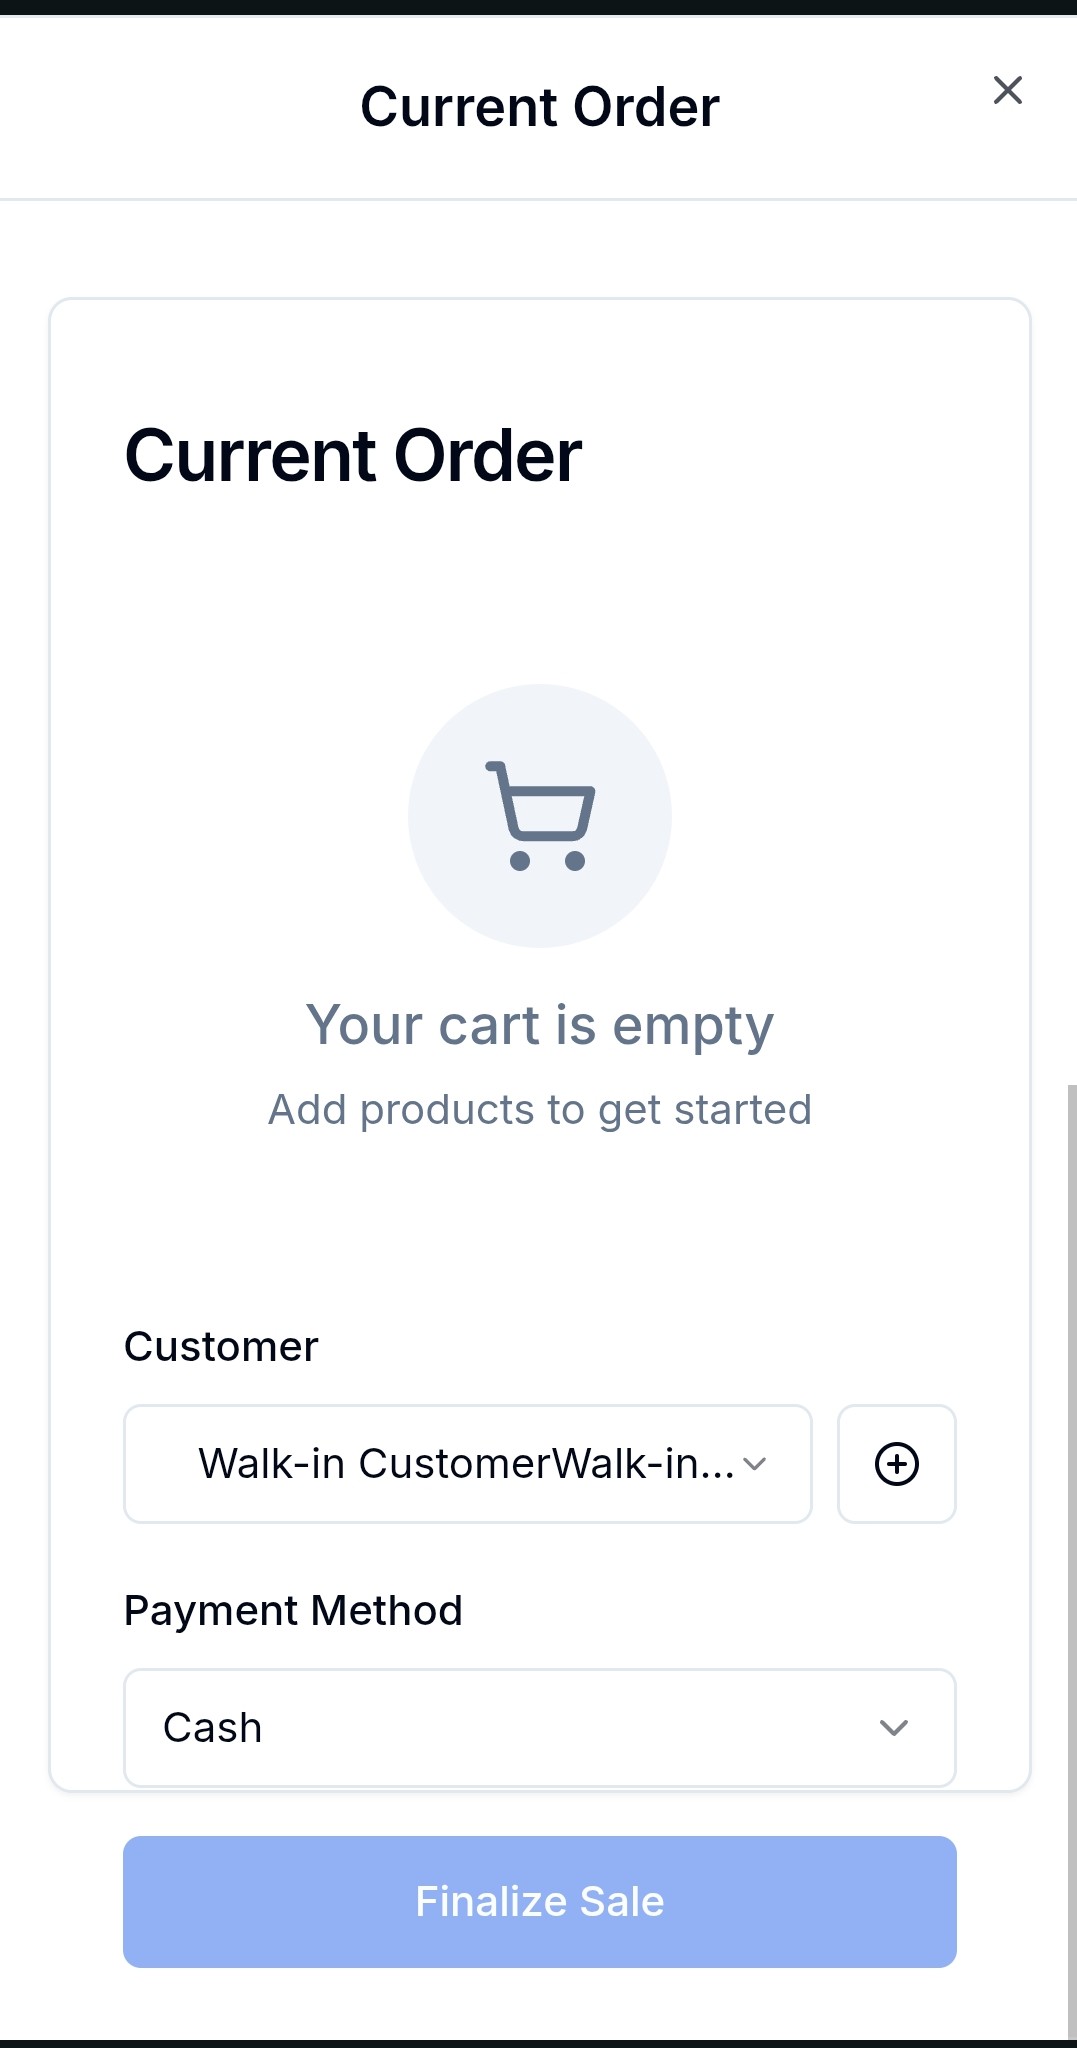 Current Order
Current Order
Your cart is empty
Add products to get started
Customer
Walk-in CustomerWalk-in...
Payment Method
Cash
Finalize Sale